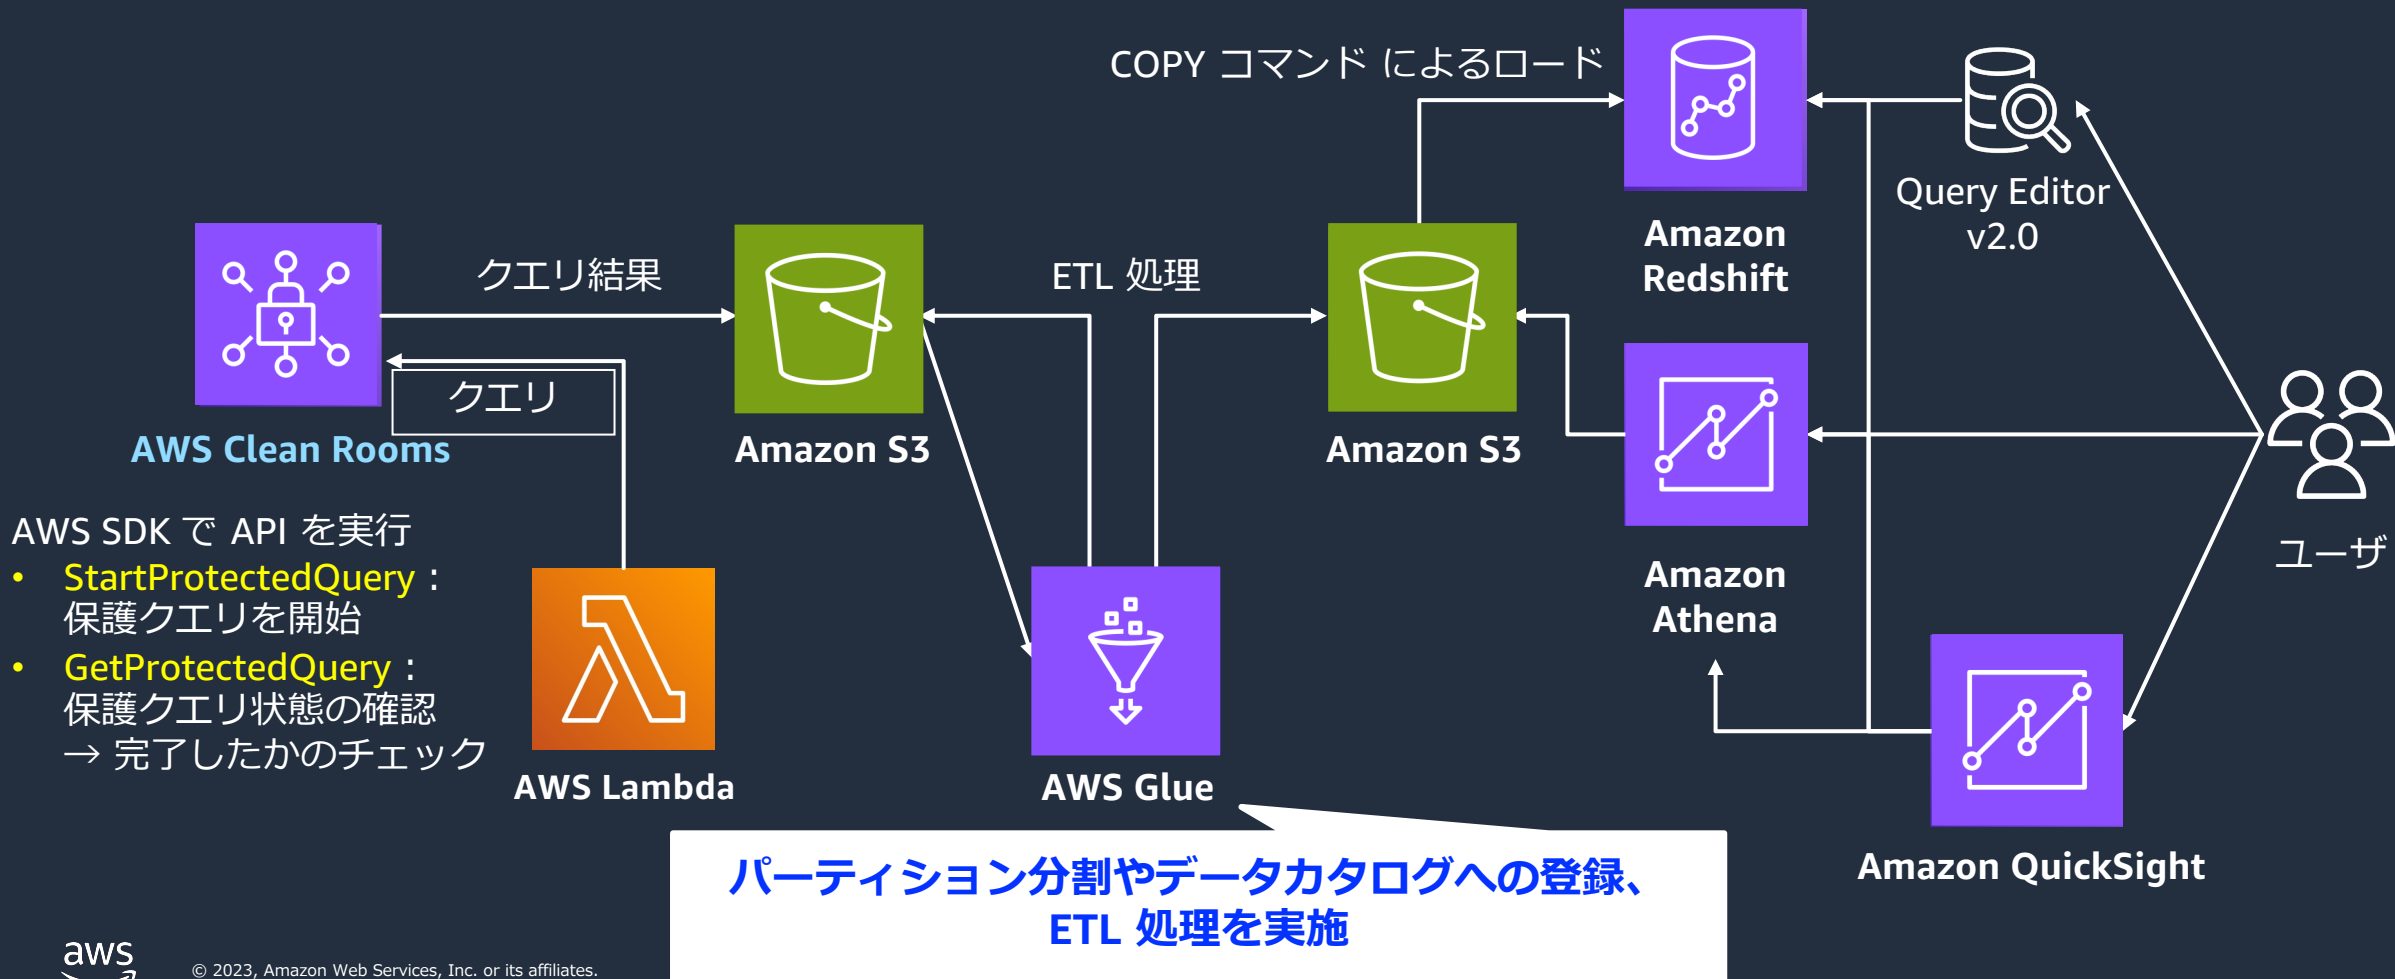 COPY コマンド によるロード
Amazon
Redshift
Query Editor
v2.0
クエリ結果
ETL 処理
クエリ
AWS Clean Rooms
Amazon S3
Amazon S3
Amazon
Athena
ユーザ
AWS SDK で API を実行
• StartProtectedQuery :
保護クエリを開始
• GetProtectedQuery :
保護クエリ状態の確認
→ 完了したかのチェック
AWS Lambda
AWS Glue
Amazon QuickSight
パーティション分割やデータカタログへの登録、
ETL 処理を実施
aws
© 2023, Amazon Web Services, Inc. or its affiliates.